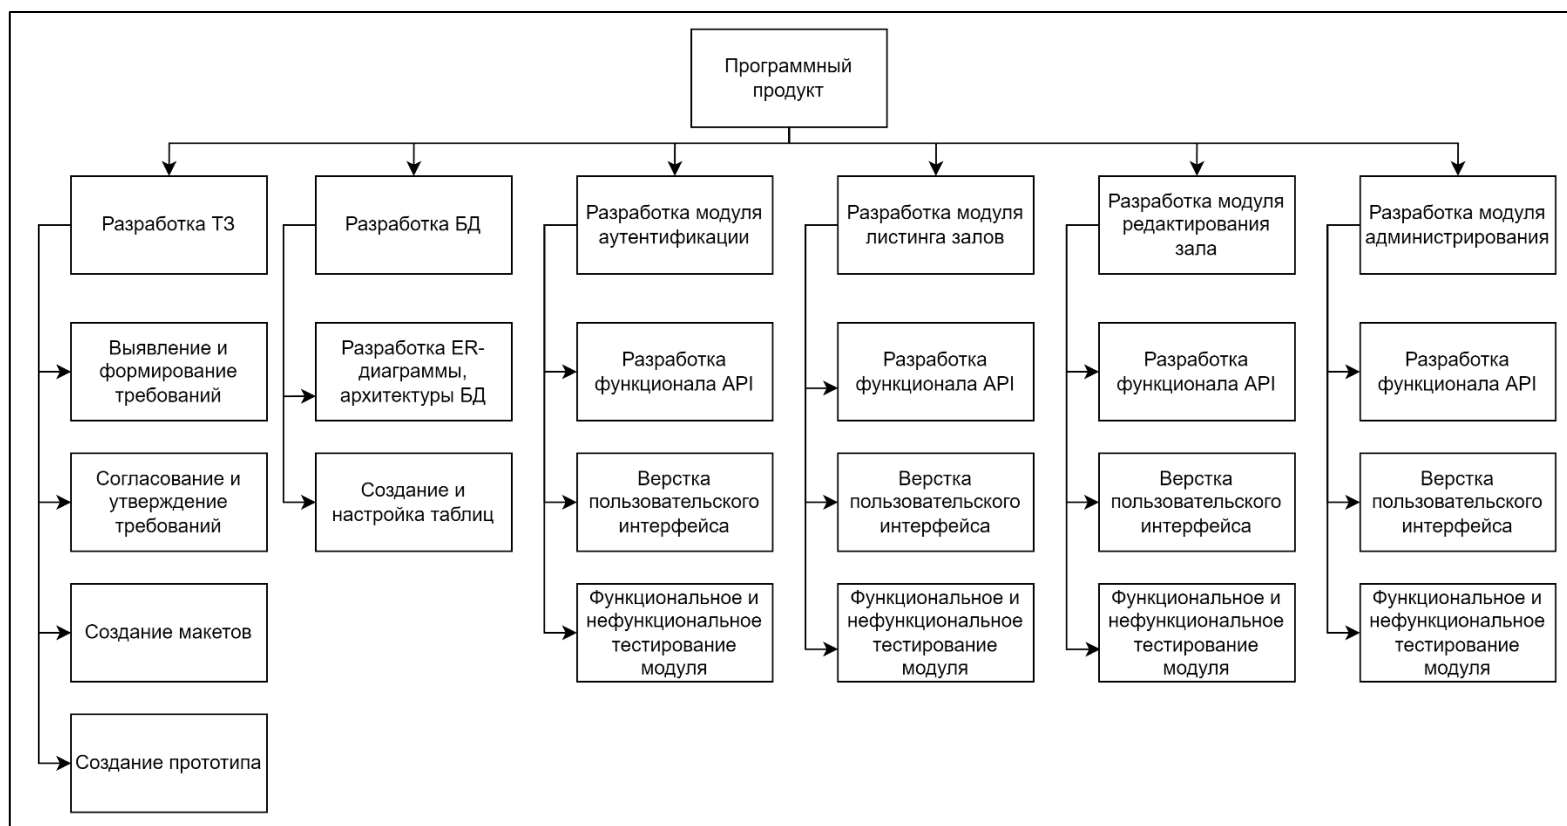 Программный
продукт
Разработка ТЗ
Разработка БД
Разработка модуля
аутентификации
Разработка модуля
листинга залов
Разработка модуля
редактирования
зала
Разработка модуля
администрирования
Выявление и
формирование
требований
Разработка ER-
диаграммы,
архитектуры БД
Разработка
функционала API
Разработка
функционала API
Разработка
функционала API
Разработка
функционала API
Согласование и
утверждение
требований
Создание и
настройка таблиц
Верстка
пользовательского
интерфейса
Верстка
пользовательского
интерфейса
Верстка
пользовательского
интерфейса
Верстка
пользовательского
интерфейса
Создание макетов
Функциональное и
нефункциональное
тестирование
модуля
Функциональное и
нефункциональное
тестирование
модуля
Функциональное и
нефункциональное
тестирование
модуля
Функциональное и
нефункциональное
тестирование
модуля
Создание прототипа